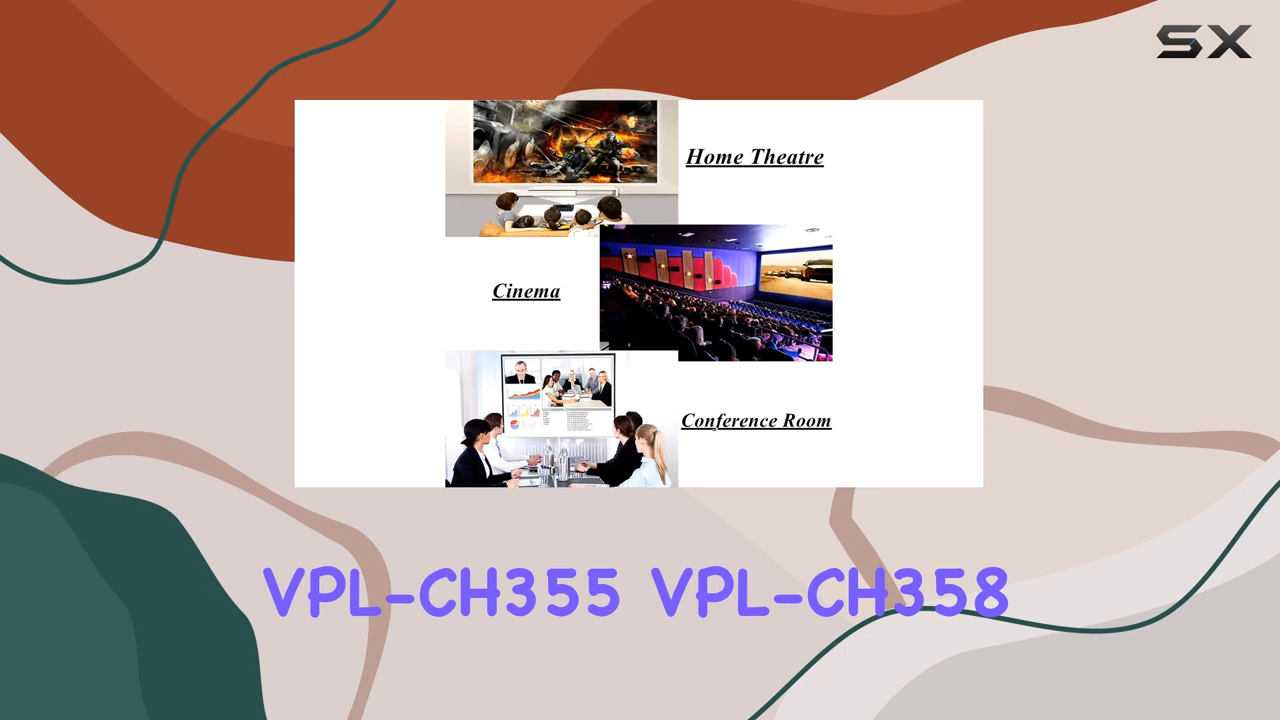 SX
Home Theatre
Cinema
Conference Room
VPL-CH355 VPL-CH358